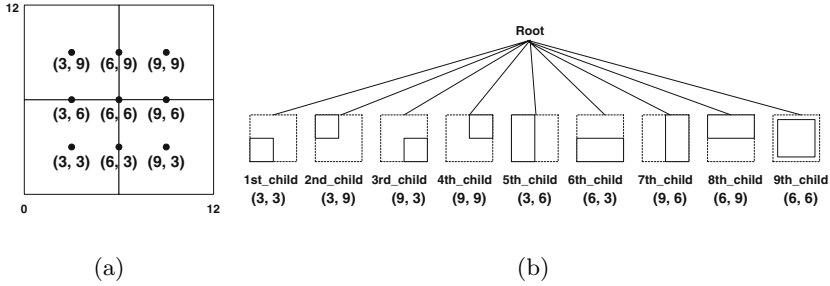 12
(3, 9) (6, 9) (9, 9)
(3, 6) (6, 6) (9, 6)
(3, 3) (6, 3) (9, 3)
0 12
(a)
Root
1st_child 2nd_child 3rd_child 4th_child 5th_child 6th_child 7th_child 8th_child 9th_child
(3, 3) (3, 9) (9, 3) (9, 9) (3, 6) (6, 3) (9, 6) (6, 9) (6, 6)
(b)